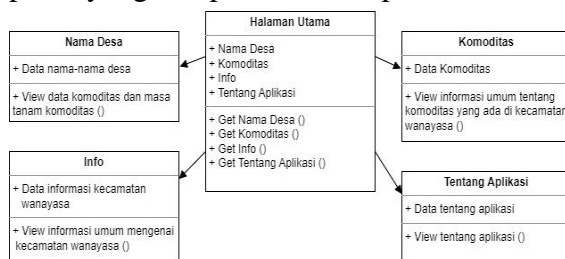 Halaman Utama
+ Nama Desa
+ Komoditas
+ Info
+ Tentang Aplikasi
+ Get Nama Desa ()
+ Get Komoditas ()
+ Get Info ()
+ Get Tentang Aplikasi ()
Nama Desa
+ Data nama-nama desa
+ View data komoditas dan masa
tanam komoditas ()
Komoditas
+ Data Komoditas
+ View informasi umum tentang
komoditas yang ada di kecamatan
wanayasa ()
Info
+ Data informasi kecamatan
wanayasa
+ View informasi umum mengenai
kecamatan wanayasa ()
Tentang Aplikasi
+ Data tentang aplikasi
+ View tentang aplikasi ()